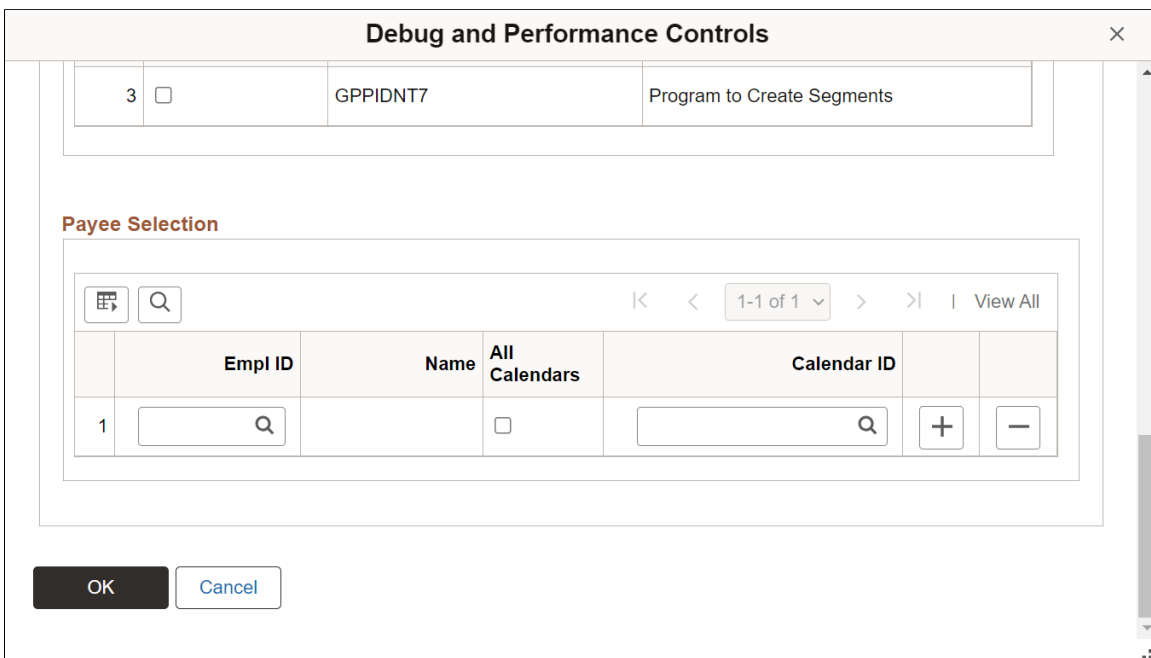 Debug and Performance Controls
3 GPPIDNT7 Program to Create Segments
Payee Selection
1-1 of 1 | View All
Empl ID Name All Calendars Calendar ID
1
OK Cancel